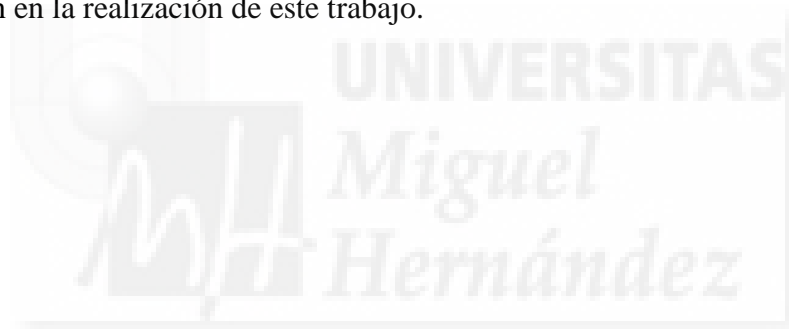 en la realización de este trabajo.
UNIVERSITAS
Miguel
Hernández